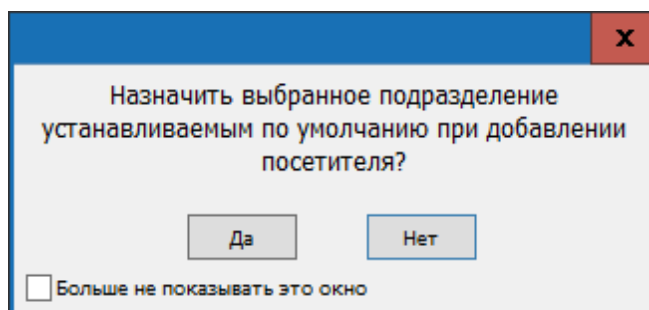 x
Назначить выбранное подразделение
устанавливаемым по умолчанию при добавлении
посетителя?
Да Нет
Больше не показывать это окно